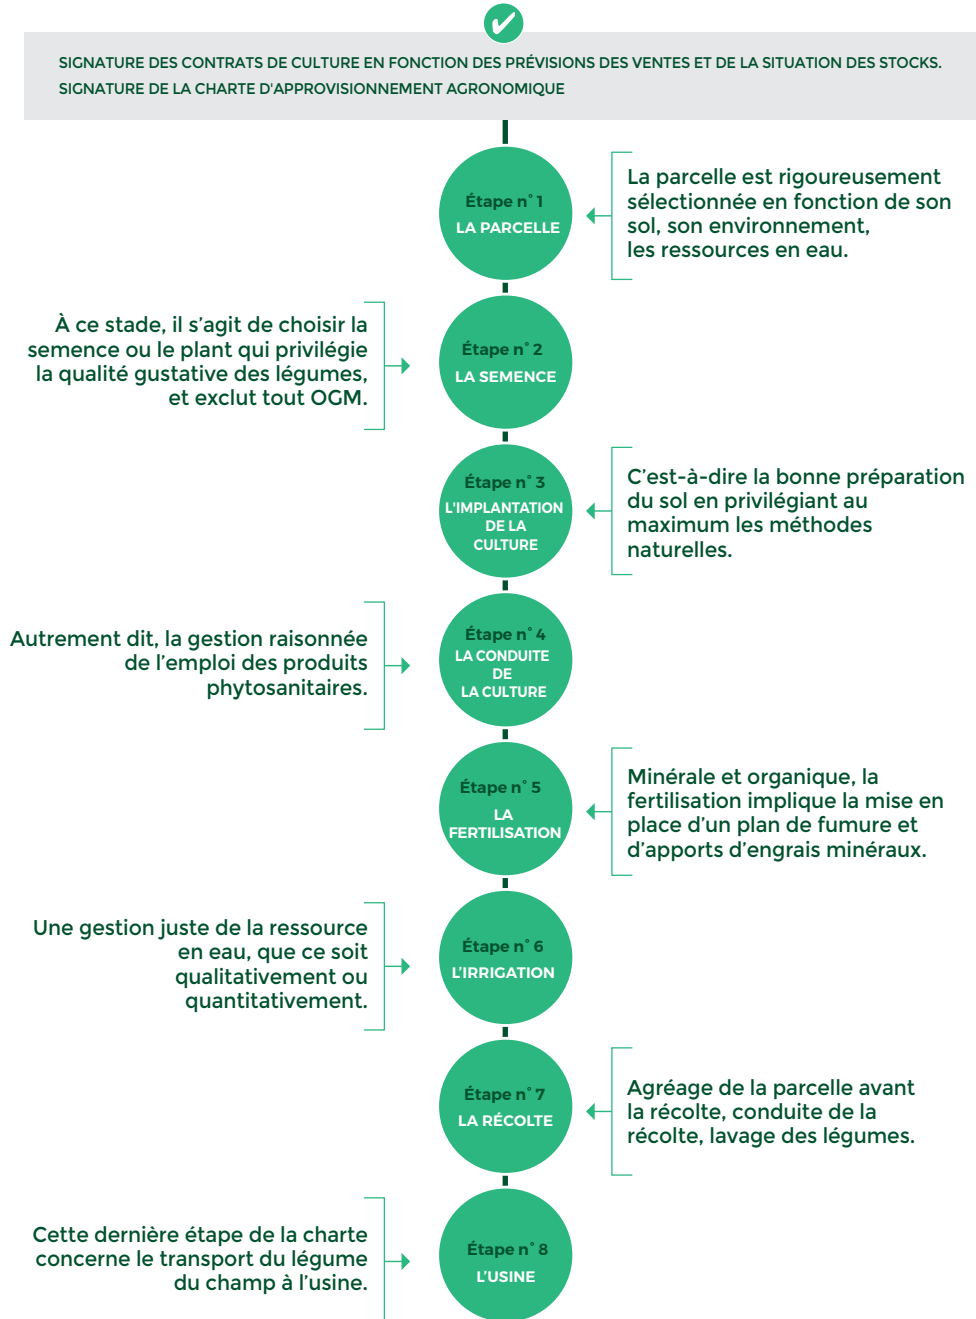 SIGNATURE DES CONTRATS DE CULTURE EN FONCTION DES PRÉVISIONS DES VENTES ET DE LA SITUATION DES STOCKS.
SIGNATURE DE LA CHARTE D'APPROVISIONNEMENT AGRONOMIQUE
Étape n° 1
LA PARCELLE
La parcelle est rigoureusement
sélectionnée en fonction de son
sol, son environnement,
les ressources en eau.
Étape n° 2
LA SEMENCE
À ce stade, il s’agit de choisir la
semence ou le plant qui privilégie
la qualité gustative des légumes,
et exclut tout OGM.
Étape n° 3
L'IMPLANTATION
DE LA
CULTURE
C’est-à-dire la bonne préparation
du sol en privilégiant au
maximum les méthodes
naturelles.
Étape n° 4
LA CONDUITE
DE
LA CULTURE
Autrement dit, la gestion raisonnée
de l’emploi des produits
phytosanitaires.
Étape n° 5
LA
FERTILISATION
Minérale et organique, la
fertilisation implique la mise en
place d’un plan de fumure et
d’apports d’engrais minéraux.
Étape n° 6
L’IRRIGATION
Une gestion juste de la ressource
en eau, que ce soit
qualitativement ou
quantitativement.
Étape n° 7
LA RÉCOLTE
Agréage de la parcelle avant
la récolte, conduite de la
récolte, lavage des légumes.
Étape n° 8
L’USINE
Cette dernière étape de la charte
concerne le transport du légume
du champ à l’usine.